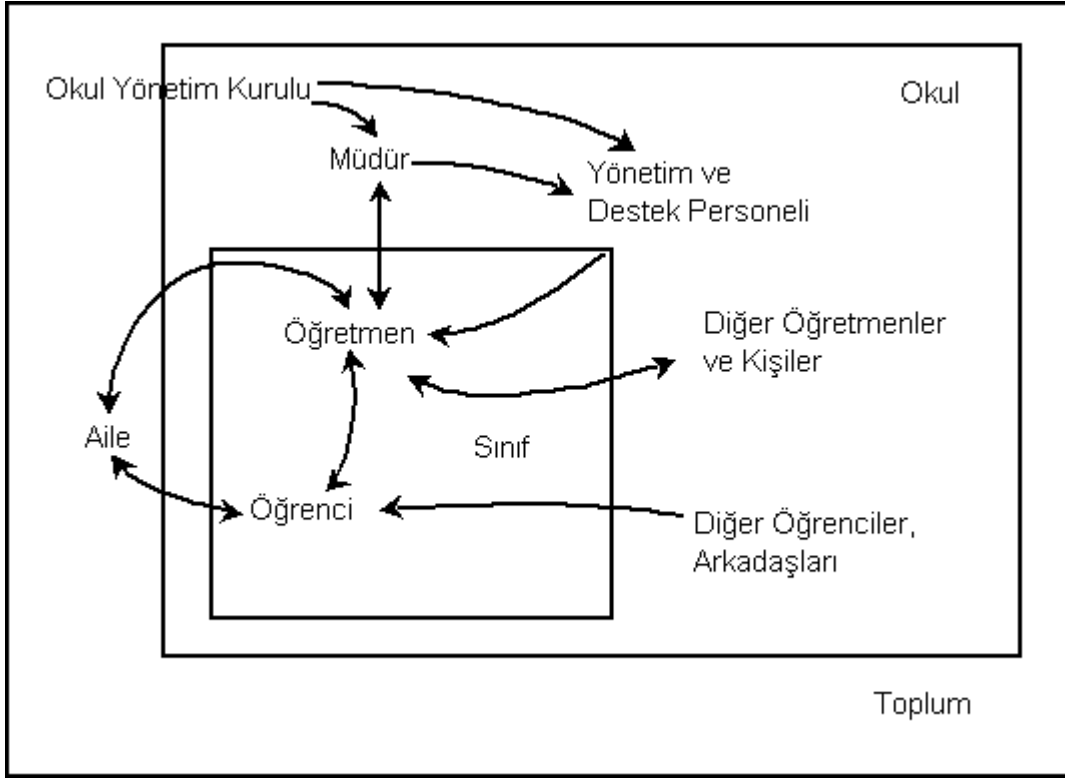 Okul Yönetim Kurulu
Okul
Müdür
Yönetim ve
Destek Personeli
Öğretmen
Diğer Öğretmenler
ve Kişiler
Aile
Sınıf
Öğrenci
Diğer Öğrenciler,
Arkadaşları
Toplum